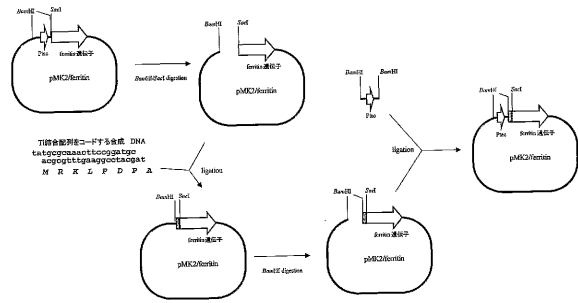 BamHI SacI
Ptac
ferritin遺伝子
pMK2/ferritin
BamHI/SacI digestion
BamHI
SacI
ferritin遺伝子
pMK2/ferritin
BamHI BamHI
Ptac
ligation
BamHI SacI
Ptac
ferritin遺伝子
pMK2/ferritin
Ti結合配列をコードする合成 DNA
tatgcgcaaacttccggatgc
acgcgtttgaaggcctacgat
M R K L P D P A
ligation
BamHI SacI
ferritin遺伝子
pMK2/ferritin
BamHI digestion
BamHI SacI
ferritin遺伝子
pMK2/ferritin